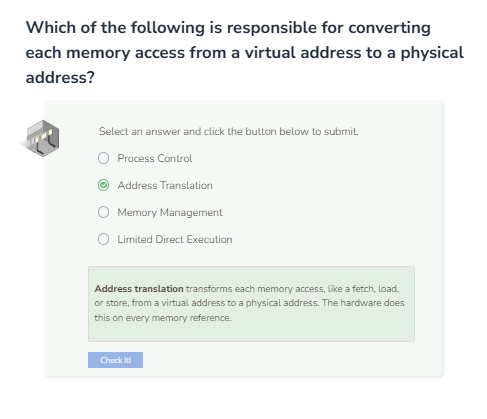 Which of the following is responsible for converting
each memory access from a virtual address to a physical
address?
Select an answer and click the button below to submit.
Process Control
Address Translation
Memory Management
Limited Direct Execution
Address translation transforms each memory access, like a fetch, load,
or store, from a virtual address to a physical address. The hardware does
this on every memory reference.
Check It!